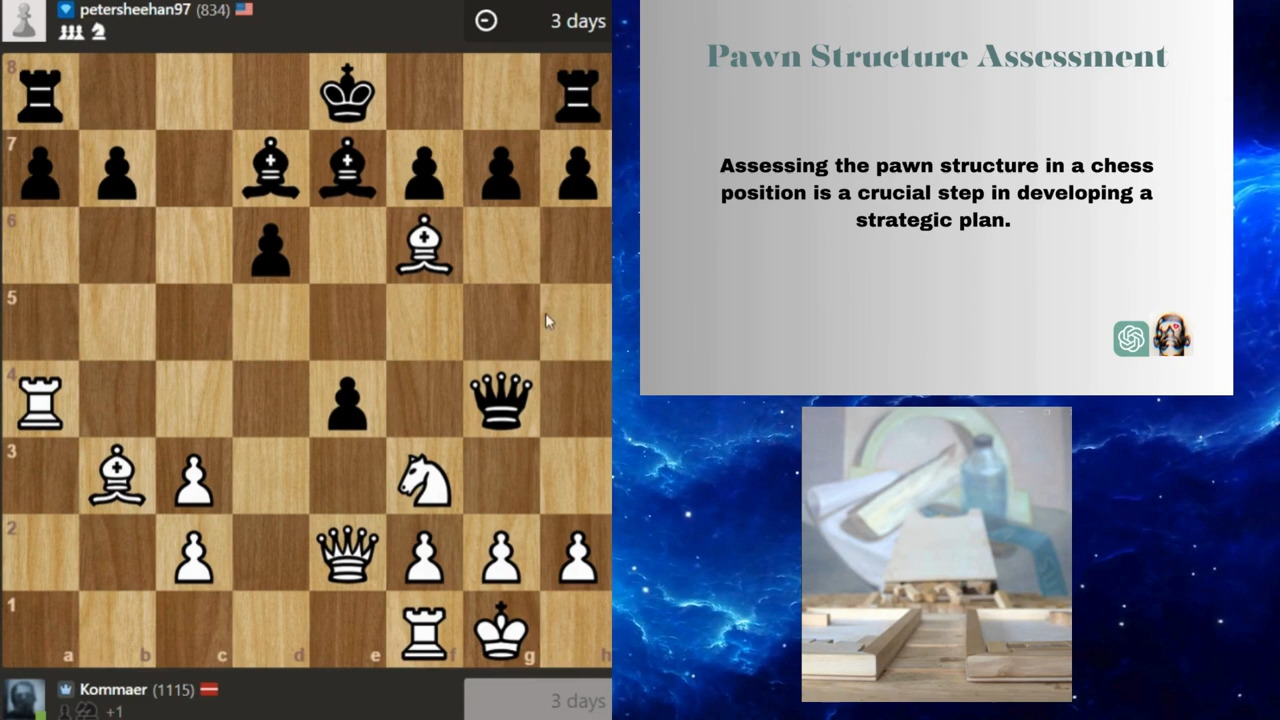 petersheehan97 (834)
3 days
8
7
6
5
4
3
2
1
a b c d e f g h
Kommaer (1115)
3 days
+1
Pawn Structure Assessment
Assessing the pawn structure in a chess
position is a crucial step in developing a
strategic plan.